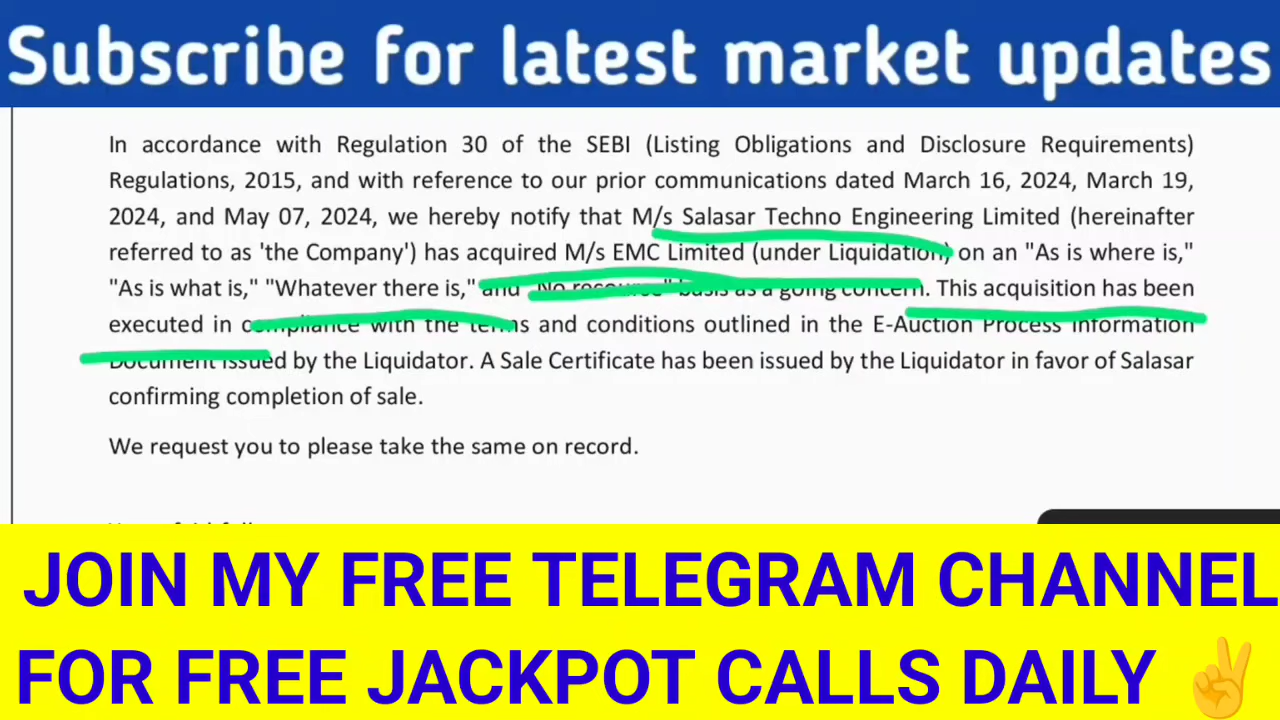 Subscribe for latest market updates
In accordance with Regulation 30 of the SEBI (Listing Obligations and Disclosure Requirements)
Regulations, 2015, and with reference to our prior communications dated March 16, 2024, March 19,
2024, and May 07, 2024, we hereby notify that M/s Salasar Techno Engineering Limited (hereinafter
referred to as 'the Company') has acquired M/s EMC Limited (under Liquidation) on an "As is where is,"
"As is what is," "Whatever there is," and "No recourse" basis as a going concern. This acquisition has been
executed in compliance with the terms and conditions outlined in the E-Auction Process Information
Document issued by the Liquidator. A Sale Certificate has been issued by the Liquidator in favor of Salasar
confirming completion of sale.
We request you to please take the same on record.
JOIN MY FREE TELEGRAM CHANNEL
FOR FREE JACKPOT CALLS DAILY ✌